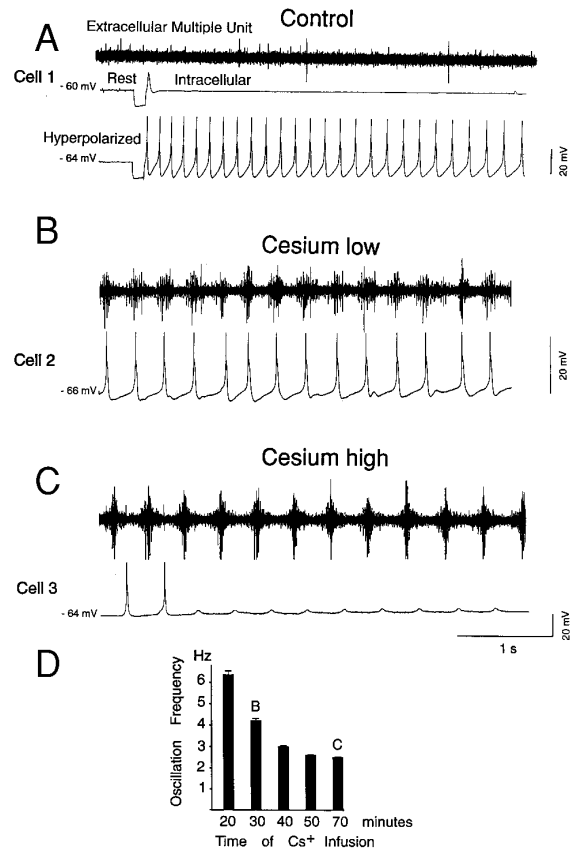 A
Control
Extracellular Multiple Unit
Cell 1
Rest
Intracellular
- 60 mV
Hyperpolarized
- 64 mV
20 mV
B
Cesium low
Cell 2
- 66 mV
20 mV
C
Cesium high
Cell 3
- 64 mV
20 mV
1 s
D
Hz
Oscillation Frequency
6
5
4
3
2
1
B
C
20 30 40 50 70 minutes
Time of Cs+ Infusion